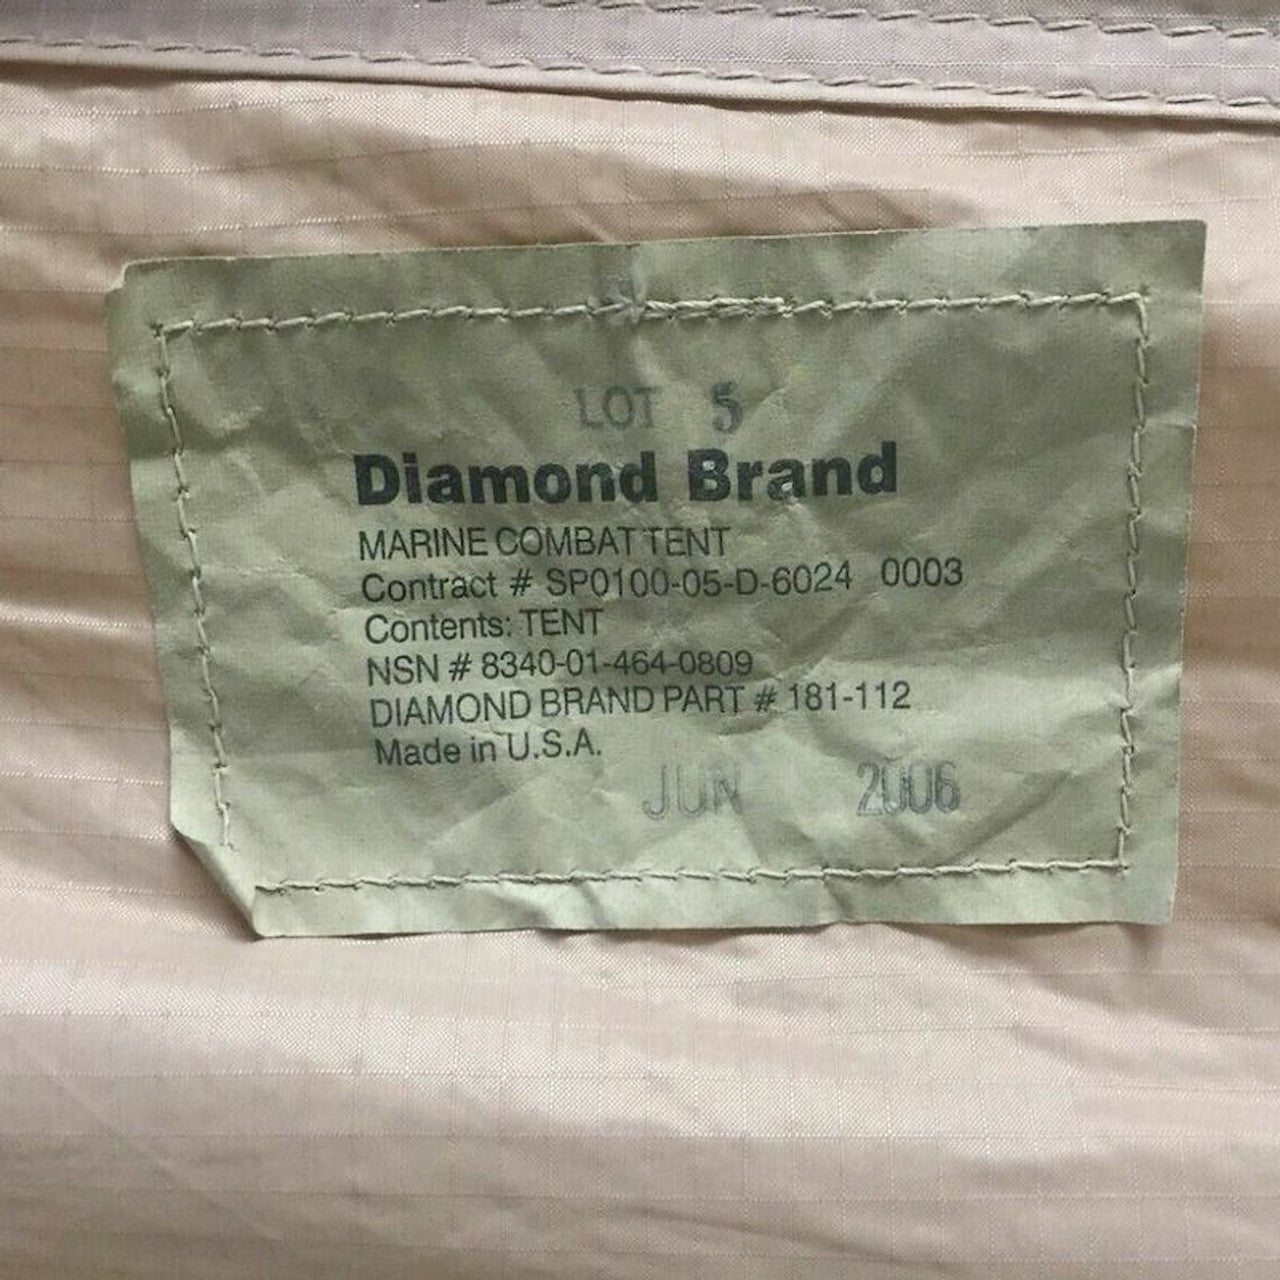 LOT 5
Diamond Brand
MARINE COMBAT TENT
Contract # SP0100-05-D-6024 0003
Contents: TENT
NSN # 8340-01-464-0809
DIAMOND BRAND PART # 181-112
Made in U.S.A.
JUN 2006